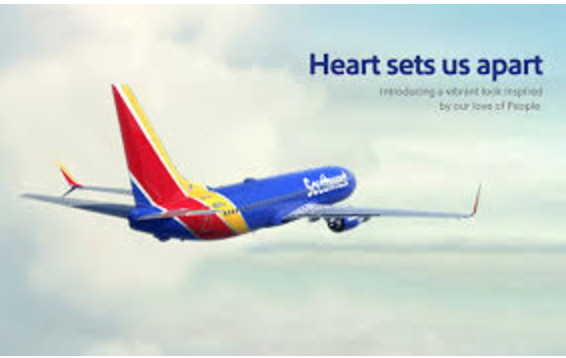 Heart sets us apart
Introducing a vibrant look inspired
by our love of People.
Southwest